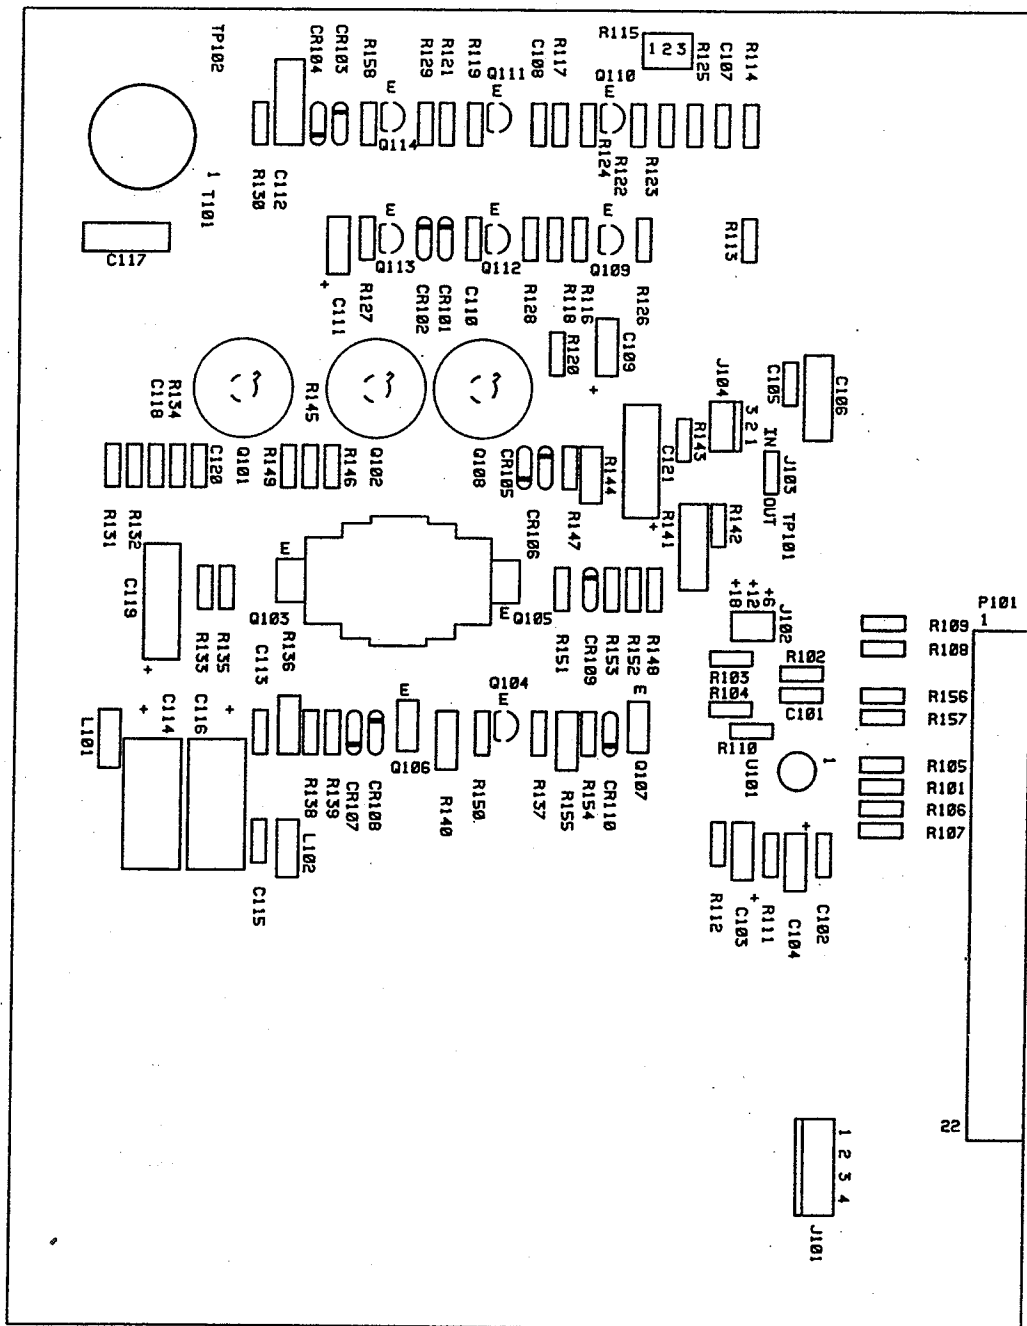 TP102
CR104
CR103
R158
R129
R121
R119
Q111
C108
R117
Q110
R115
1 2 3
R125
C107
R114
E
E
E
Q114
R124
R122
R123
R130
C112
1 T101
C117
E
E
E
Q113
Q112
Q109
R113
+
C111
R127
CR102
CR101
C110
R128
R118
R116
R126
R120
C109
+
J104
3 2 1
C105
C106
C118
R134
R145
C120
Q101
R149
R146
Q102
Q108
CR105
R144
C121
R143
IN
J103
OUT
TP101
R131
R132
CR106
R147
+
R141
R142
C119
E
Q103
E
Q105
+18
+12
+6
J102
P101
1
R109
R108
+
R133
R135
C113
R136
R151
CR109
R153
R152
R148
R103
R102
R104
C101
R156
R157
L101
+
C114
C116
+
E
Q104
E
E
Q106
Q107
R110
U101
1
R105
R101
R106
R107
R138
R139
CR107
CR108
R140
R150
R137
R155
R154
CR110
C115
L102
R112
C103
+
R111
+
C104
C102
22
1 2 3 4
J101